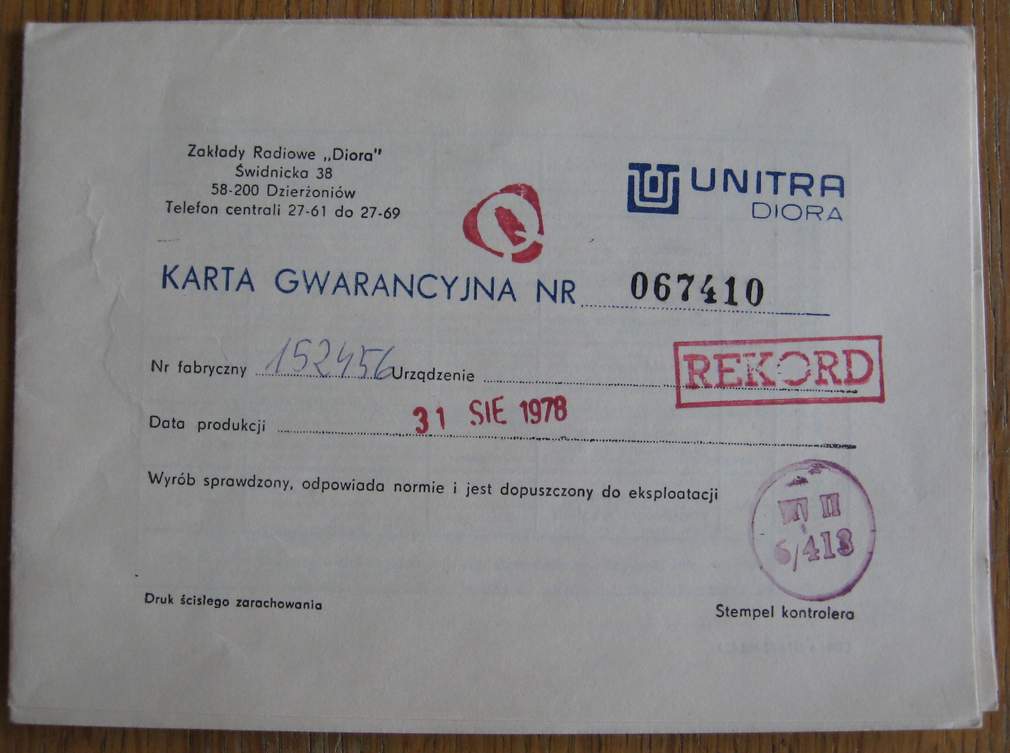 Zakłady Radiowe „Diora"
Świdnicka 38
58-200 Dzierżoniów
Telefon centrali 27-61 do 27-69
Q
UNITRA
DIORA
KARTA GWARANCYJNA NR 067410
Nr fabryczny 152456 Urządzenie REKORD
Data produkcji 31 SIE 1978
Wyrób sprawdzony, odpowiada normie i jest dopuszczony do eksploatacji
6/413
Druk ścislego zarachowania
Stempel kontrolera